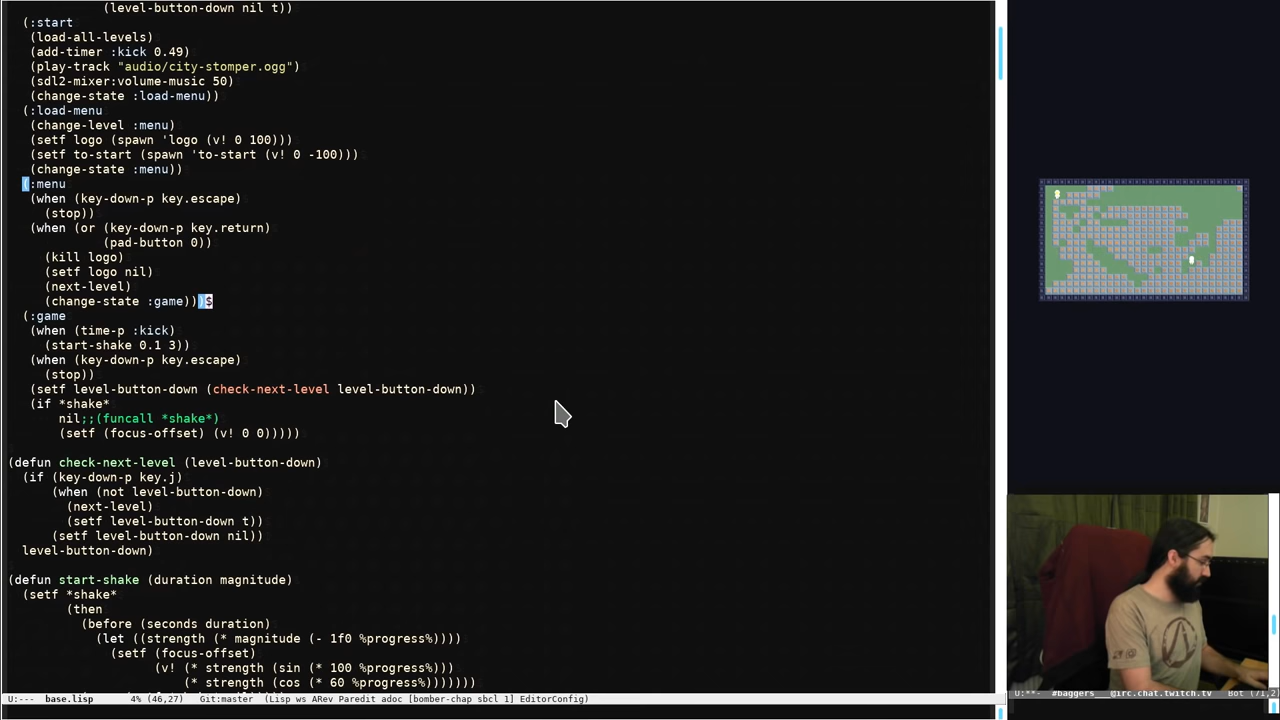 (level-button-down nil t))
(:start
(load-all-levels)
(add-timer :kick 0.49)
(play-track "audio/city-stomper.ogg")
(sdl2-mixer:volume-music 50)
(change-state :load-menu))
(:load-menu
(change-level :menu)
(setf logo (spawn 'logo (v! 0 100)))
(setf to-start (spawn 'to-start (v! 0 -100)))
(change-state :menu))
(:menu
(when (key-down-p key.escape)
(stop))
(when (or (key-down-p key.return)
(pad-button 0))
(kill logo)
(setf logo nil)
(next-level)
(change-state :game)))$
(:game
(when (time-p :kick)
(start-shake 0.1 3))
(when (key-down-p key.escape)
(stop))
(setf level-button-down (check-next-level level-button-down))
(if *shake*
nil;;(funcall *shake*)
(setf (focus-offset) (v! 0 0)))))
(defun check-next-level (level-button-down)
(if (key-down-p key.j)
(when (not level-button-down)
(next-level)
(setf level-button-down t))
(setf level-button-down nil))
level-button-down)
(defun start-shake (duration magnitude)
(setf *shake*
(then
(before (seconds duration)
(let ((strength (* magnitude (- 1f0 %progress%))))
(setf (focus-offset)
(v! (* strength (sin (* 100 %progress%)))
(* strength (cos (* 60 %progress%)))))))
U:--- base.lisp 4% (46,27) Git:master (Lisp ws ARev Paredit adoc [bomber-chap sbcl 1] EditorConfig)
U:**- #baggers___@irc.chat.twitch.tv Bot (71,2)